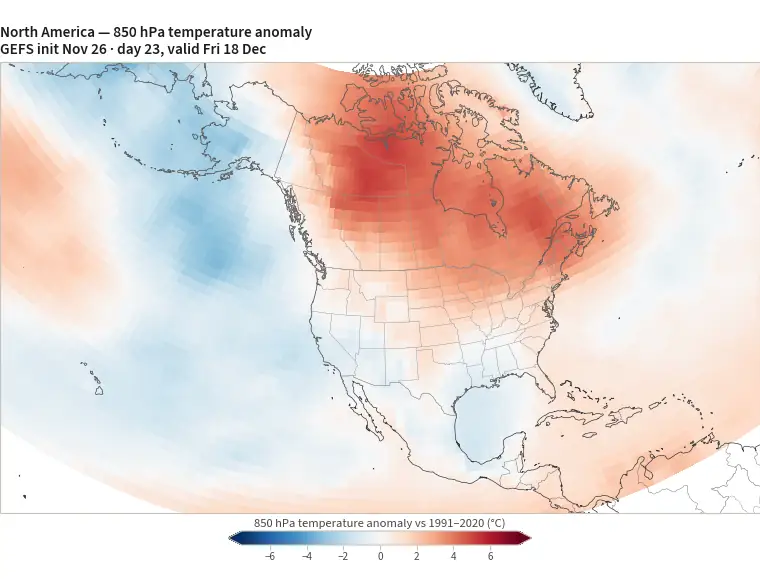 North America — 850 hPa temperature anomaly
GEFS init Nov 26 · day 23, valid Fri 18 Dec
850 hPa temperature anomaly vs 1991–2020 (°C)
−6 −4 −2 0 2 4 6